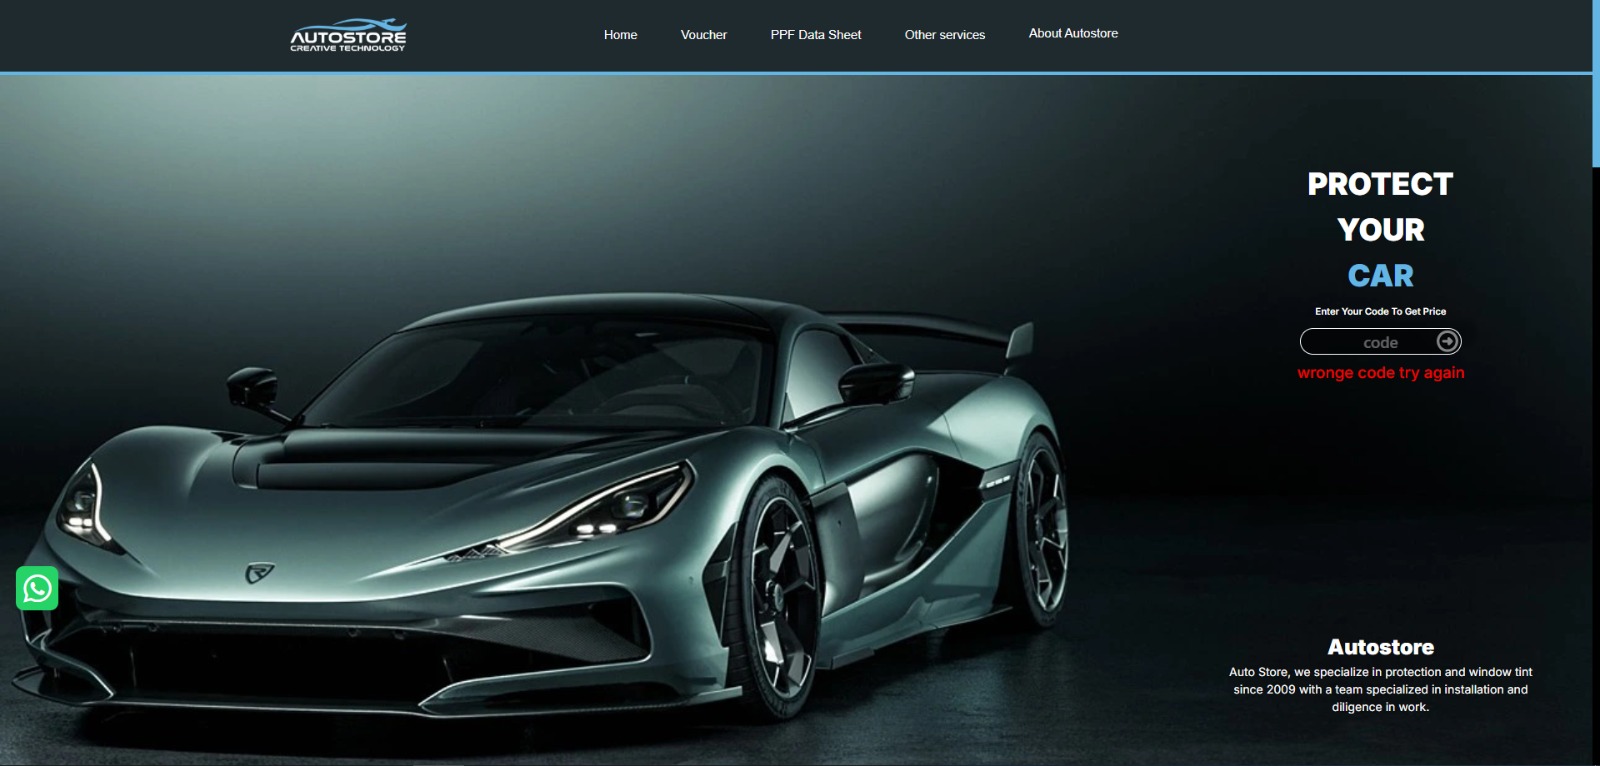 AUTOSTORE
CREATIVE TECHNOLOGY
Home
Voucher
PPF Data Sheet
Other services
About Autostore
PROTECT
YOUR
CAR
Enter Your Code To Get Price
code
wronge code try again
Autostore
Auto Store, we specialize in protection and window tint
since 2009 with a team specialized in installation and
diligence in work.